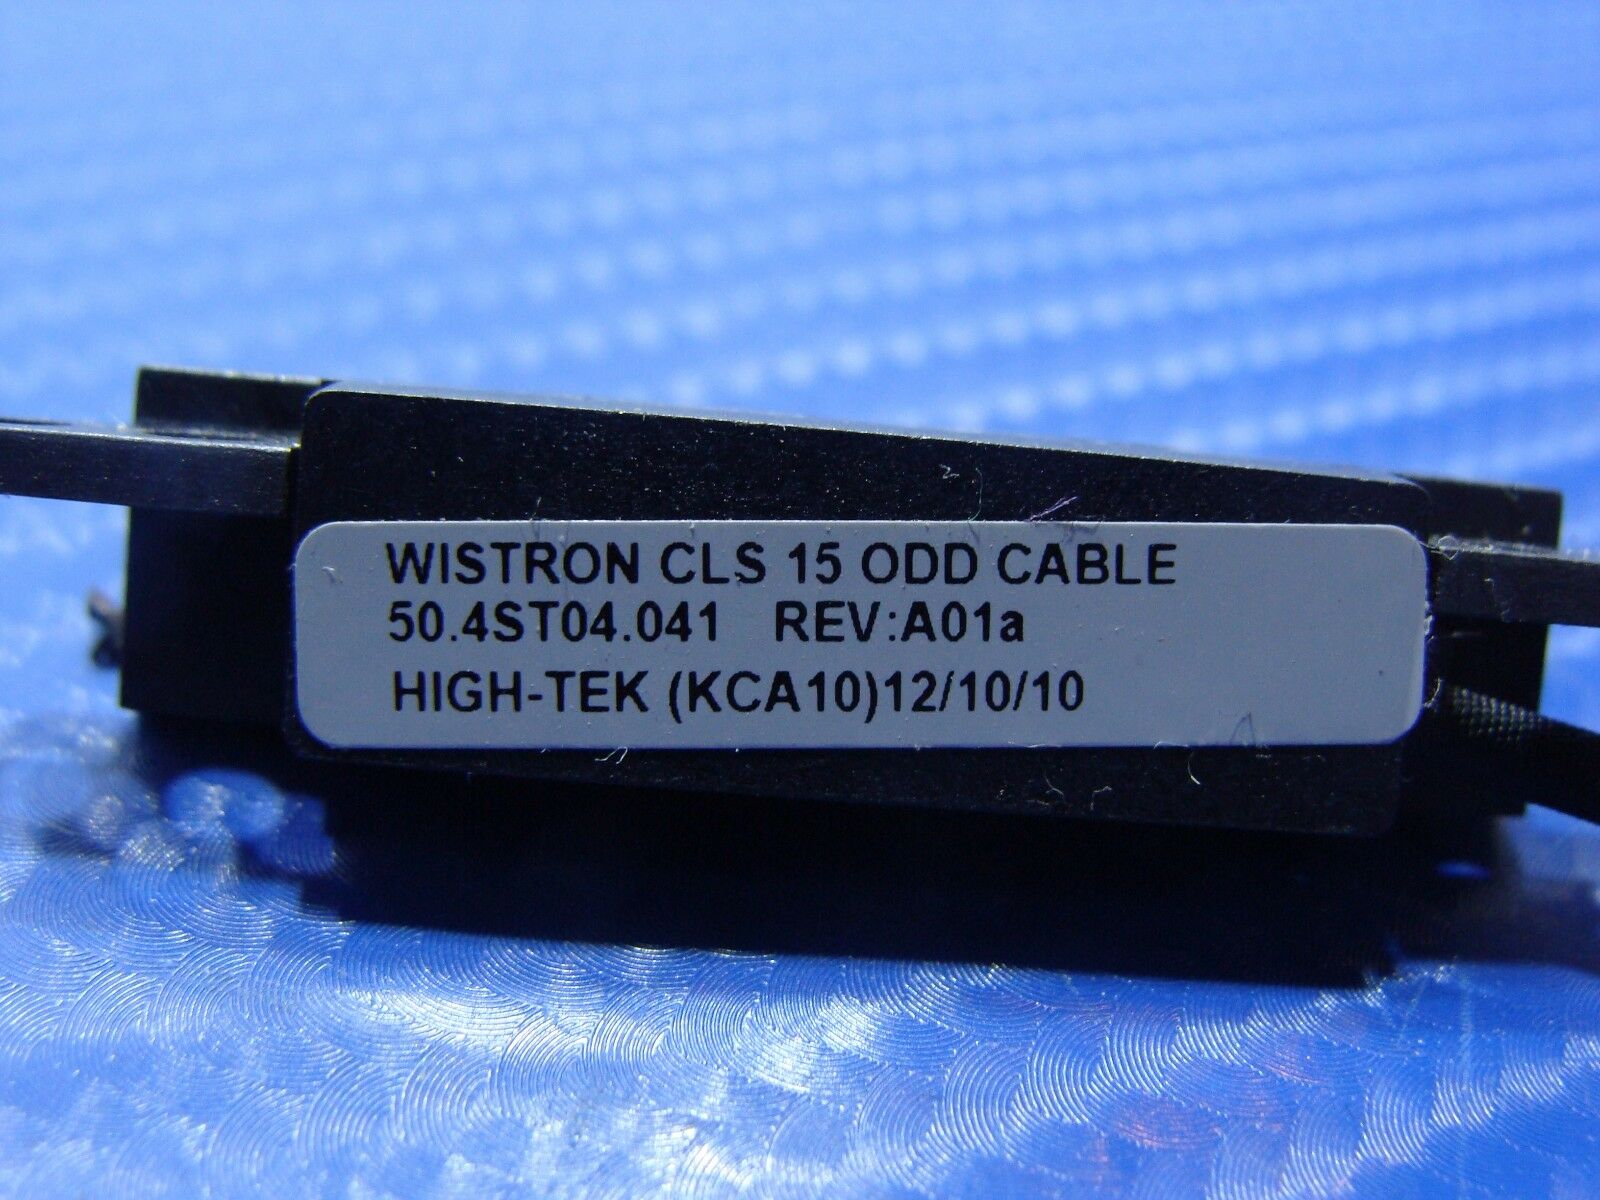 WISTRON CLS 15 ODD CABLE
50.4ST04.041 REV:A01a
HIGH-TEK (KCA10)12/10/10